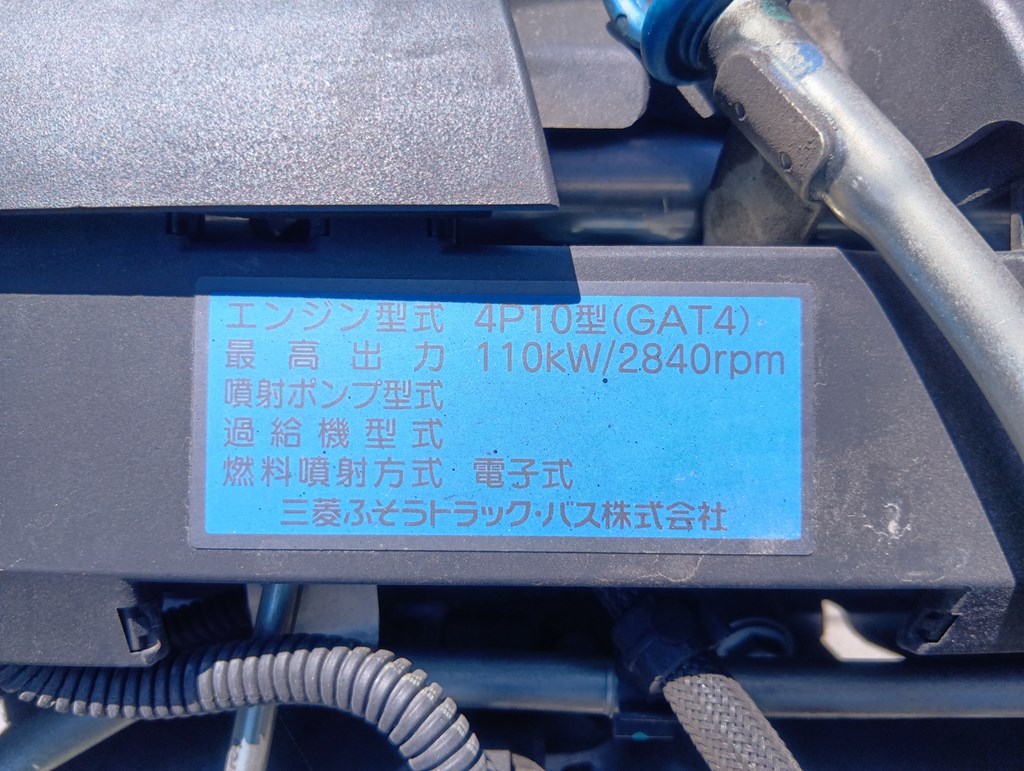 エンジン型式 4P10型(GAT4)
最高出力 110kW/2840rpm
噴射ポンプ型式
過給機型式
燃料噴射方式 電子式
三菱ふそうトラック・バス株式会社